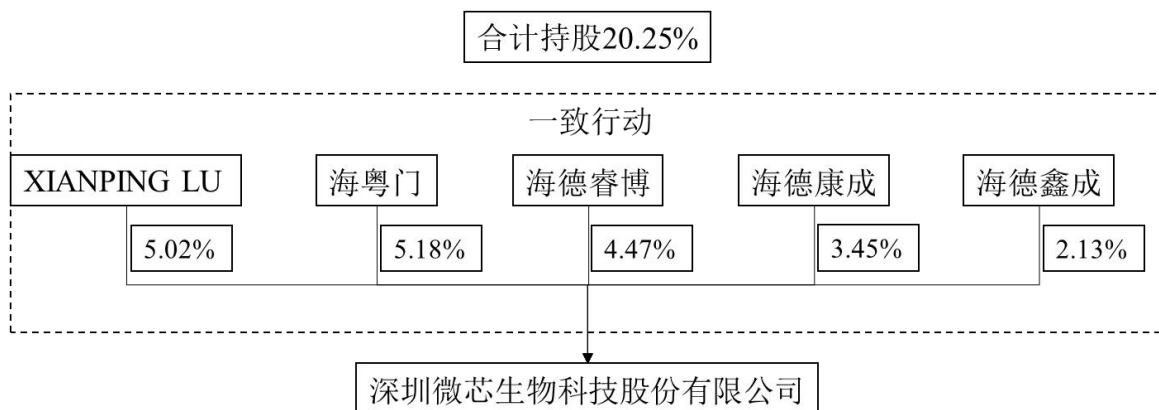 合计持股20.25%
一致行动
XIANPING LU
海粤门
海德睿博
海德康成
海德鑫成
5.02%
5.18%
4.47%
3.45%
2.13%
深圳微芯生物科技股份有限公司